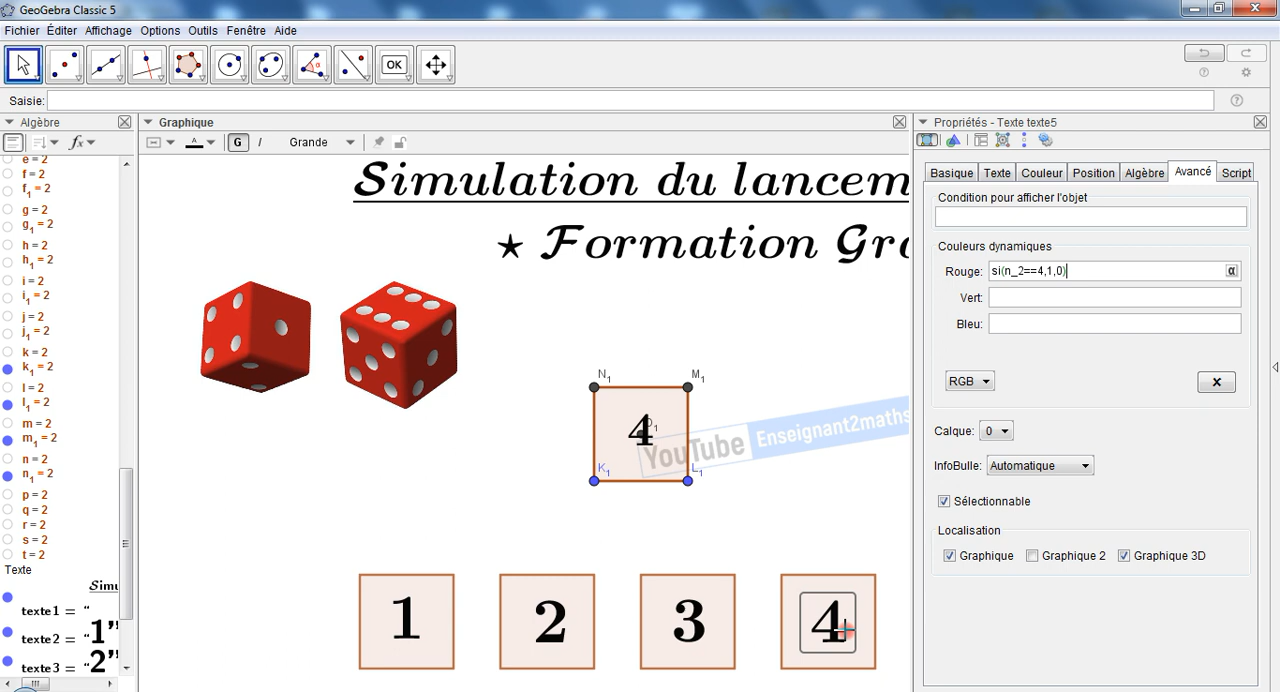 GeoGebra Classic 5
Fichier Éditer Affichage Options Outils Fenêtre Aide
OK
Saisie:
Algèbre
Graphique
Propriétés - Texte texte5
G I Grande
Basique Texte Couleur Position Algèbre Avancé Script
Condition pour afficher l'objet
Couleurs dynamiques
Rouge: si(n_2==4,1,0) α
Vert:
Bleu:
RGB
Calque: 0
InfoBulle: Automatique
Sélectionnable
Localisation
Graphique Graphique 2 Graphique 3D
e = 2
f = 2
f₁ = 2
g = 2
g₁ = 2
h = 2
h₁ = 2
i = 2
i₁ = 2
j = 2
j₁ = 2
k = 2
k₁ = 2
l = 2
l₁ = 2
m = 2
m₁ = 2
n = 2
n₁ = 2
p = 2
q = 2
r = 2
s = 2
t = 2
Texte
Simu
texte1 = “
texte2 = “1”
texte3 = “2”
Simulation du lancem
★ Formation Gr
N₁ M₁
4
K₁ L₁
YouTube Enseignant2maths
1 2 3 4